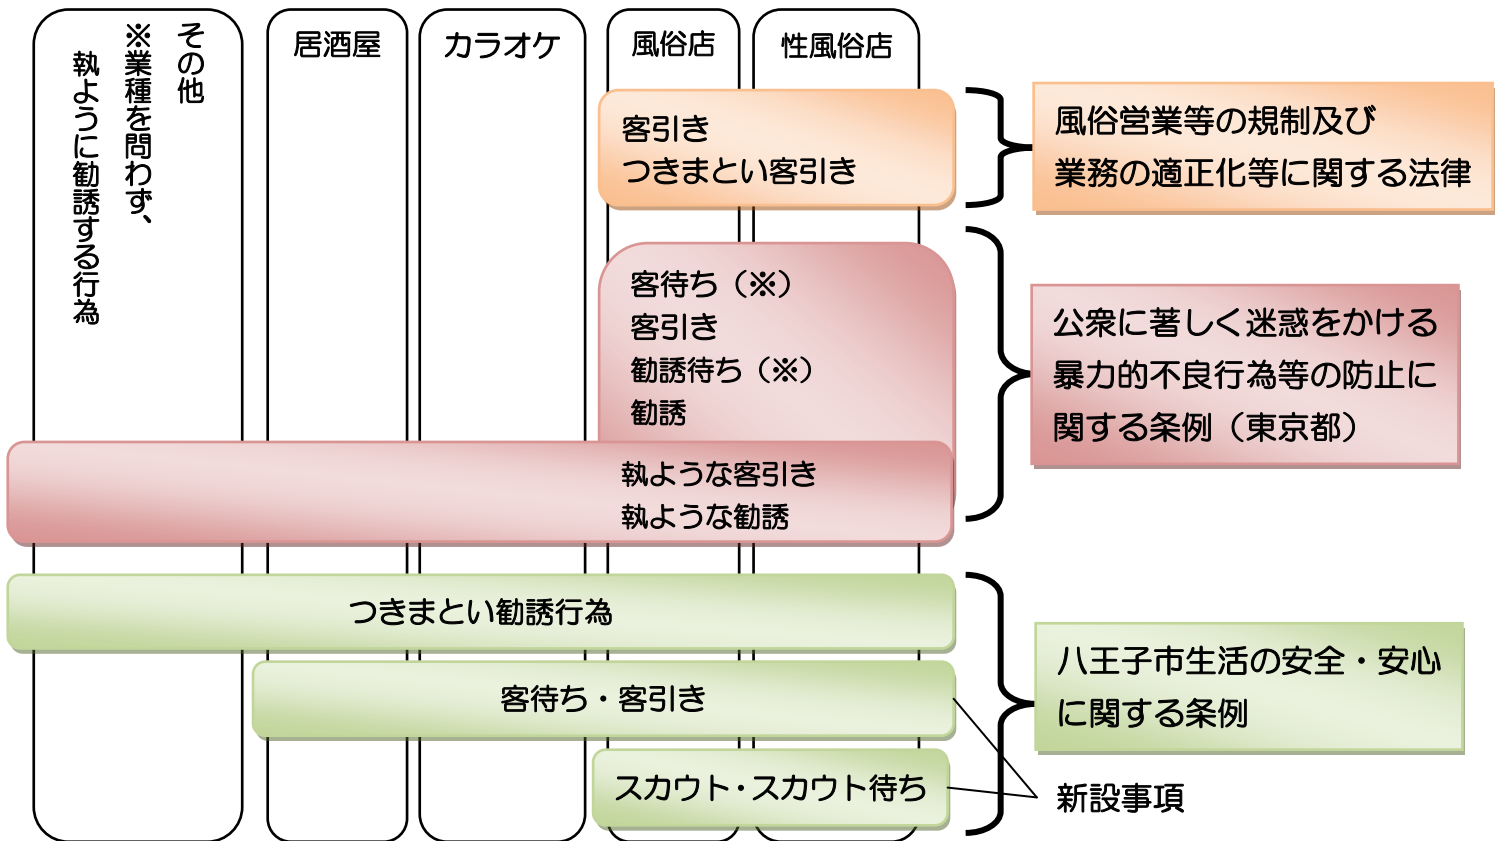 その他
※業種を問わず、
執ように勧誘する行為
居酒屋
カラオケ
風俗店
性風俗店
客引き
つきまとい客引き
風俗営業等の規制及び
業務の適正化等に関する法律
客待ち（※）
客引き
勧誘待ち（※）
勧誘
執ような客引き
執ような勧誘
公衆に著しく迷惑をかける
暴力的不良行為等の防止に
関する条例（東京都）
つきまとい勧誘行為
客待ち・客引き
スカウト・スカウト待ち
八王子市生活の安全・安心
に関する条例
新設事項